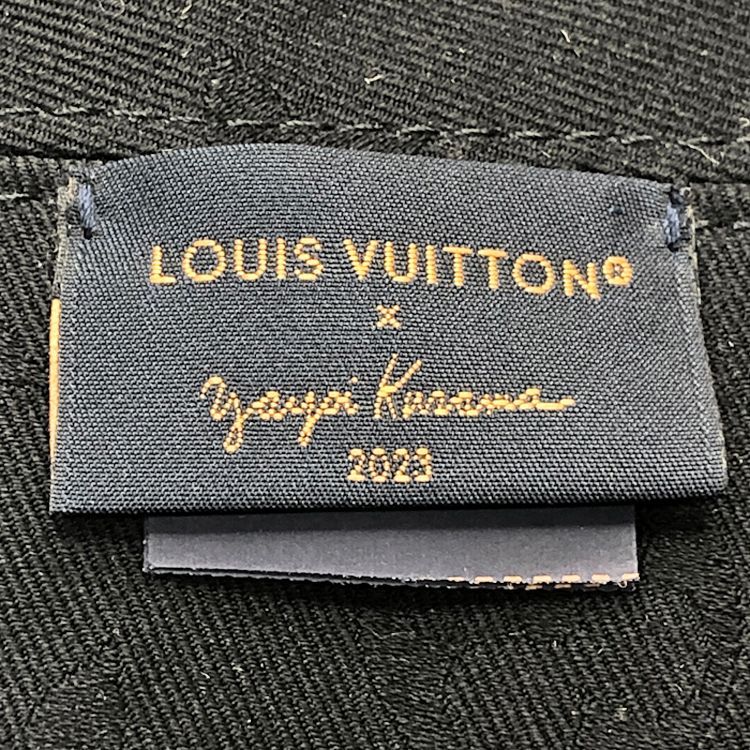 LOUIS VUITTON®
x
Yayoi Kusama
2023